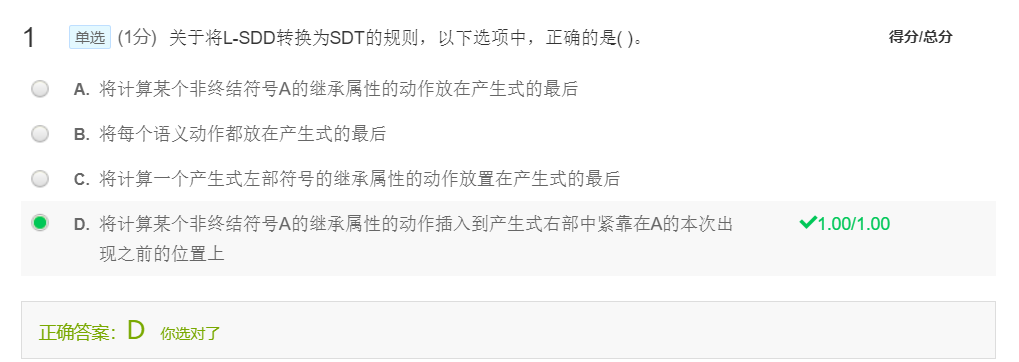 1 单选 (1分) 关于将L-SDD转换为SDT的规则，以下选项中，正确的是( )。 得分/总分
A. 将计算某个非终结符号A的继承属性的动作放在产生式的最后
B. 将每个语义动作都放在产生式的最后
C. 将计算一个产生式左部符号的继承属性的动作放置在产生式的最后
D. 将计算某个非终结符号A的继承属性的动作插入到产生式右部中紧靠在A的本次出 1.00/1.00
现之前的位置上
正确答案：D 你选对了